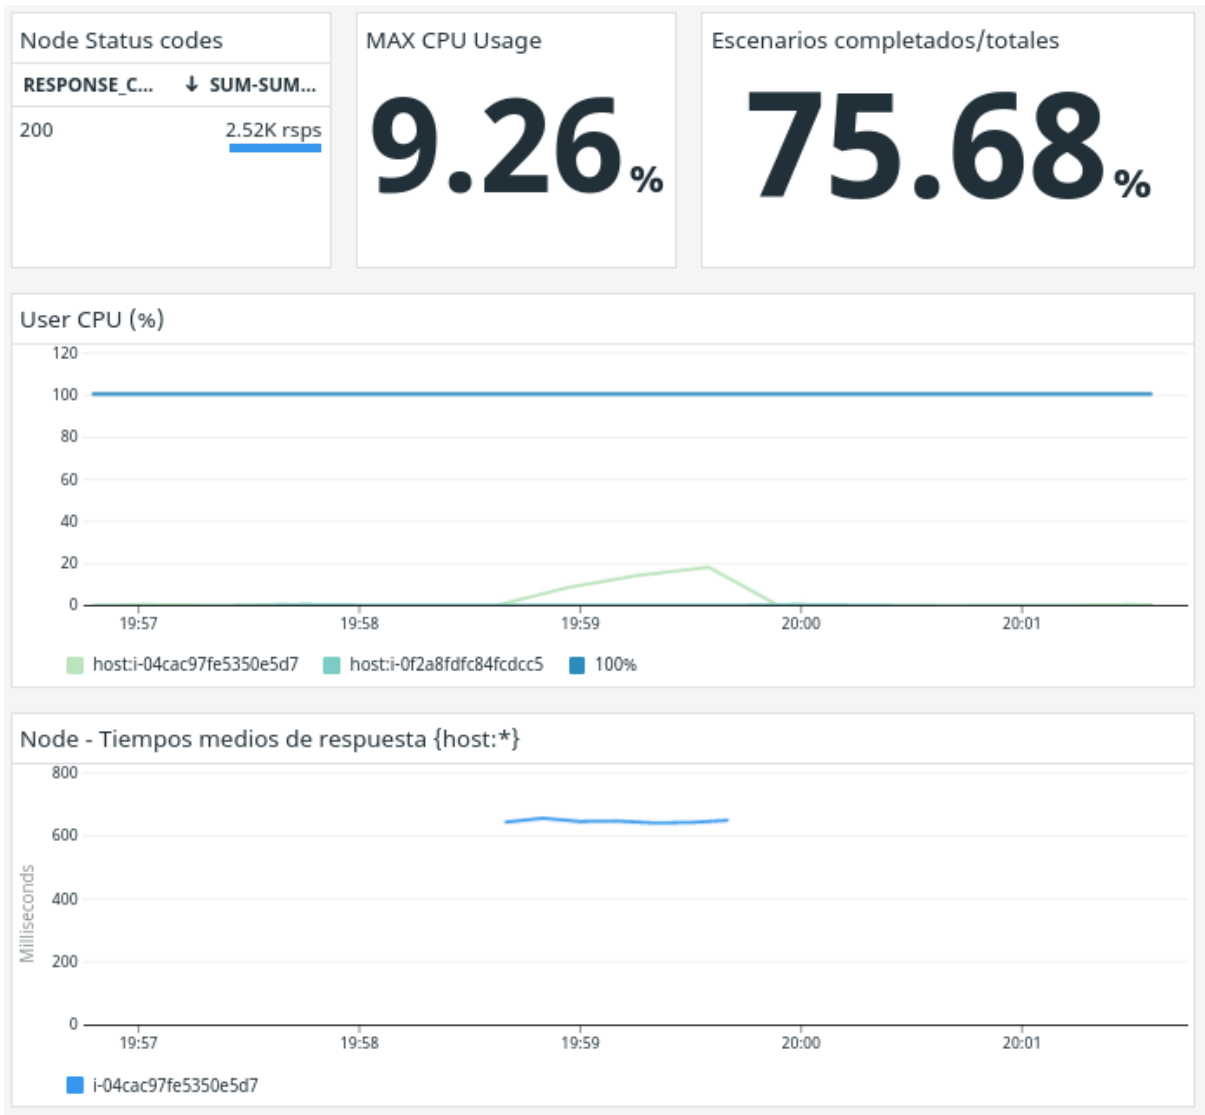 Node Status codes
RESPONSE_C... ↓ SUM-SUM...
200 2.52K rsps
MAX CPU Usage
9.26%
Escenarios completados/totales
75.68%
User CPU (%)
120
100
80
60
40
20
0
19:57 19:58 19:59 20:00 20:01
host:i-04cac97fe5350e5d7 host:i-0f2a8fdfc84fcdcc5 100%
Node - Tiempos medios de respuesta {host:*}
Milliseconds
800
600
400
200
0
19:57 19:58 19:59 20:00 20:01
i-04cac97fe5350e5d7